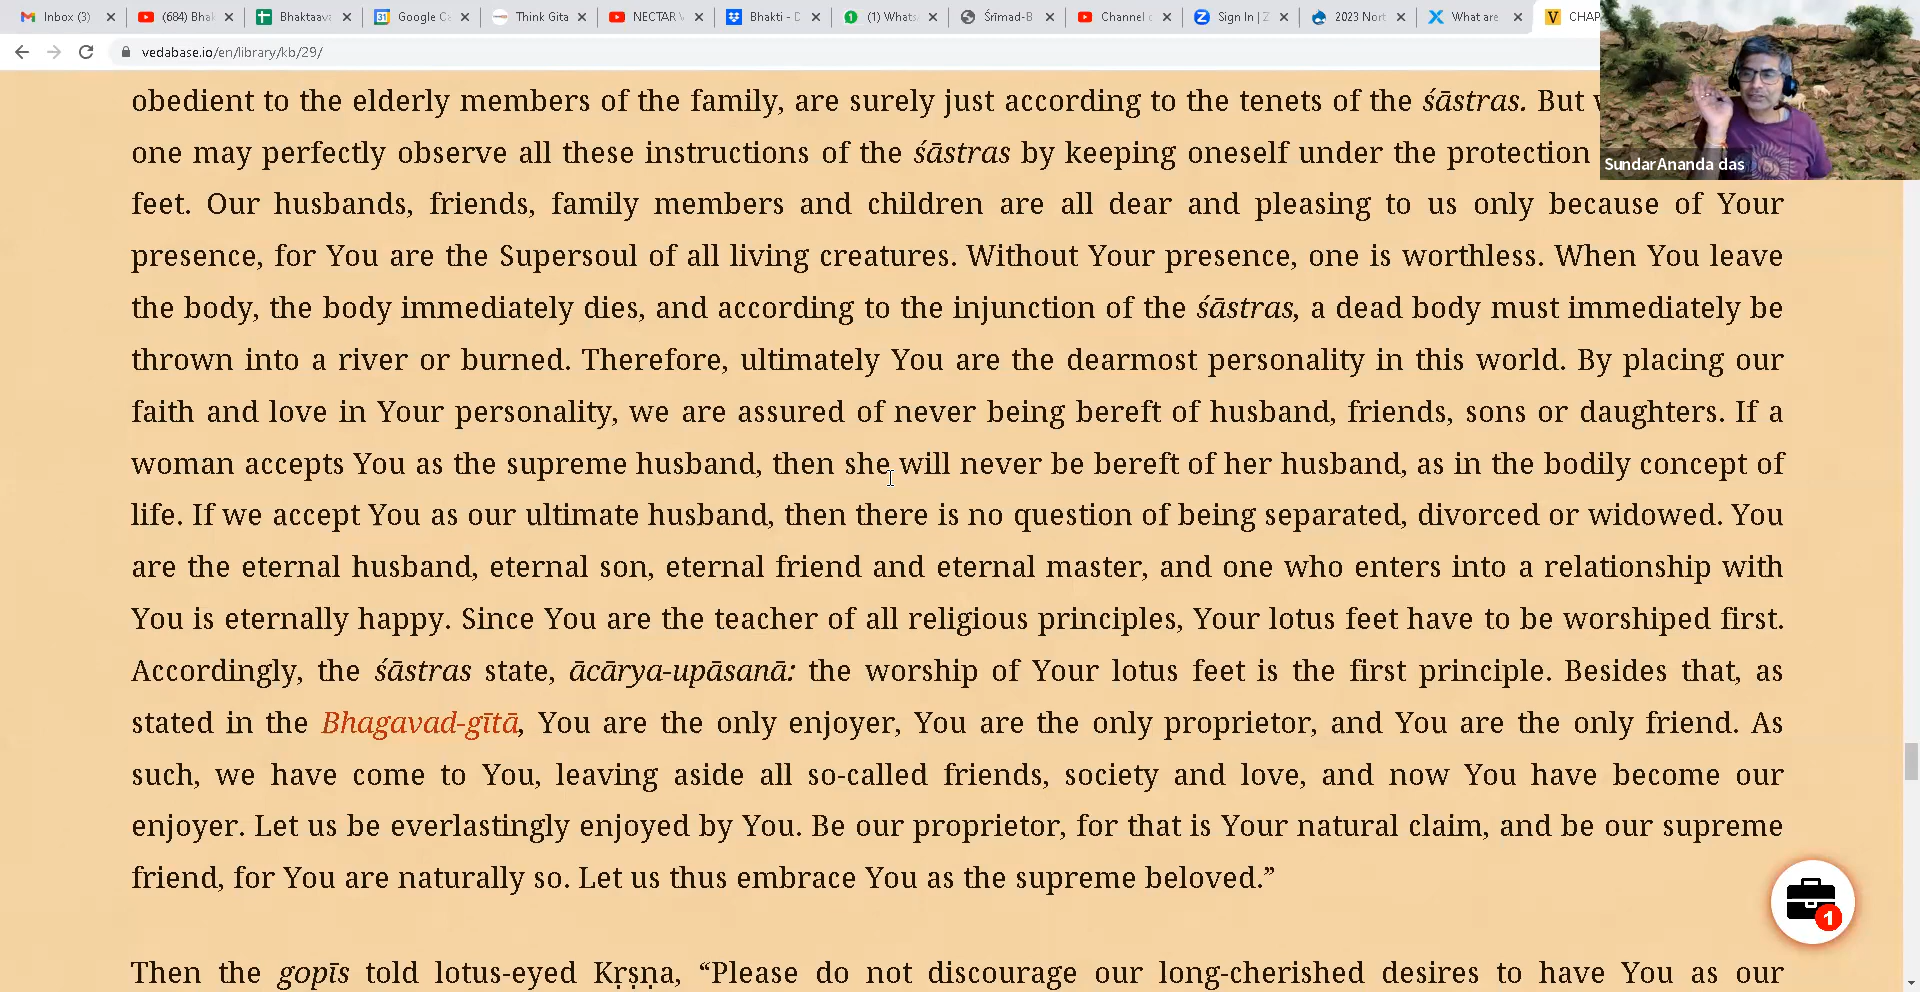 Inbox (3)
(684) Bhak
Bhaktaava
Google Ca
Think Gita
NECTAR V
Bhakti - D
(1) Whats
Śrīmad-B
Channel c
Sign In | Z
2023 Nort
What are
CHAP
vedabase.io/en/library/kb/29/
SundarAnanda das
obedient to the elderly members of the family, are surely just according to the tenets of the śāstras. But
one may perfectly observe all these instructions of the śāstras by keeping oneself under the protection
feet. Our husbands, friends, family members and children are all dear and pleasing to us only because of Your
presence, for You are the Supersoul of all living creatures. Without Your presence, one is worthless. When You leave
the body, the body immediately dies, and according to the injunction of the śāstras, a dead body must immediately be
thrown into a river or burned. Therefore, ultimately You are the dearmost personality in this world. By placing our
faith and love in Your personality, we are assured of never being bereft of husband, friends, sons or daughters. If a
woman accepts You as the supreme husband, then she will never be bereft of her husband, as in the bodily concept of
life. If we accept You as our ultimate husband, then there is no question of being separated, divorced or widowed. You
are the eternal husband, eternal son, eternal friend and eternal master, and one who enters into a relationship with
You is eternally happy. Since You are the teacher of all religious principles, Your lotus feet have to be worshiped first.
Accordingly, the śāstras state, ācārya-upāsanā: the worship of Your lotus feet is the first principle. Besides that, as
stated in the Bhagavad-gītā, You are the only enjoyer, You are the only proprietor, and You are the only friend. As
such, we have come to You, leaving aside all so-called friends, society and love, and now You have become our
enjoyer. Let us be everlastingly enjoyed by You. Be our proprietor, for that is Your natural claim, and be our supreme
friend, for You are naturally so. Let us thus embrace You as the supreme beloved.”
1
Then the gopīs told lotus-eyed Kṛṣṇa, “Please do not discourage our long-cherished desires to have You as our